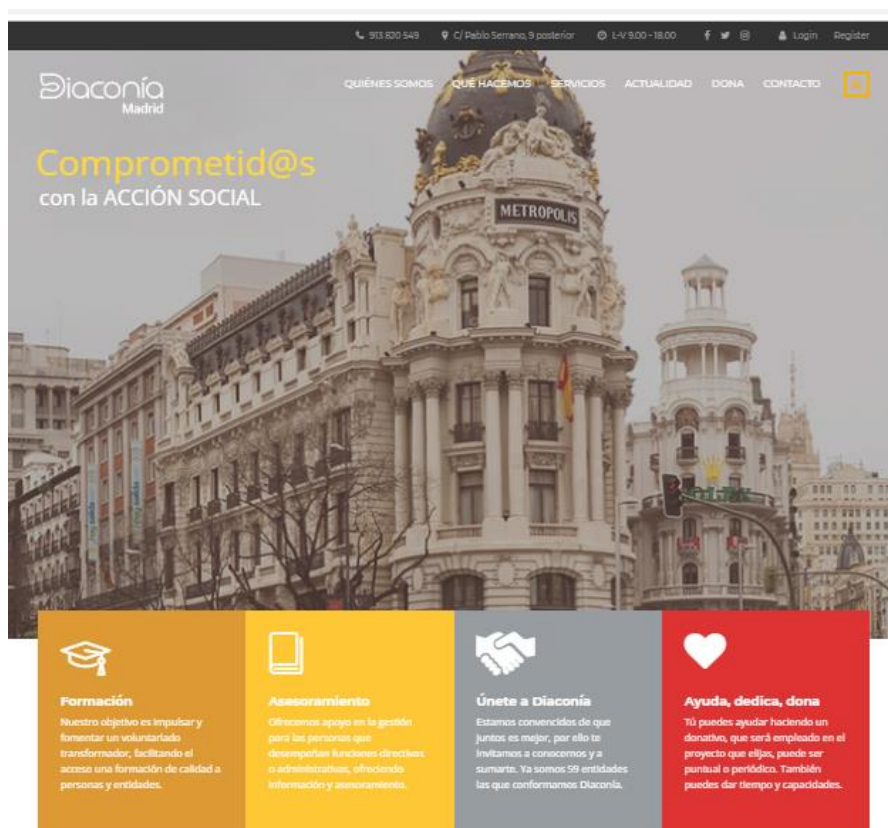 913 820 549 C/ Pablo Serrano, 9 posterior L-V 9.00 - 18.00 Login Register
Diaconía
Madrid
QUIÉNES SOMOS QUÉ HACEMOS SERVICIOS ACTUALIDAD DONA CONTACTO
Comprometid@s
con la ACCIÓN SOCIAL
METROPOLIS
Formación
Nuestro objetivo es impulsar y
fomentar un voluntariado
transformador, facilitando el
acceso una formación de calidad a
personas y entidades.
Asesoramiento
Ofrecemos apoyo en la gestión
para las personas que
desempeñan funciones directivas
o administrativas, ofreciendo
información y asesoramiento.
Únete a Diaconía
Estamos convencidos de que
juntos es mejor, por ello te
invitamos a conocernos y a
sumarte. Ya somos 59 entidades
las que conformamos Diaconía.
Ayuda, dedica, dona
Tú puedes ayudar haciendo un
donativo, que será empleado en el
proyecto que elijas, puede ser
puntual o periódico. También
puedes dar tiempo y capacidades.